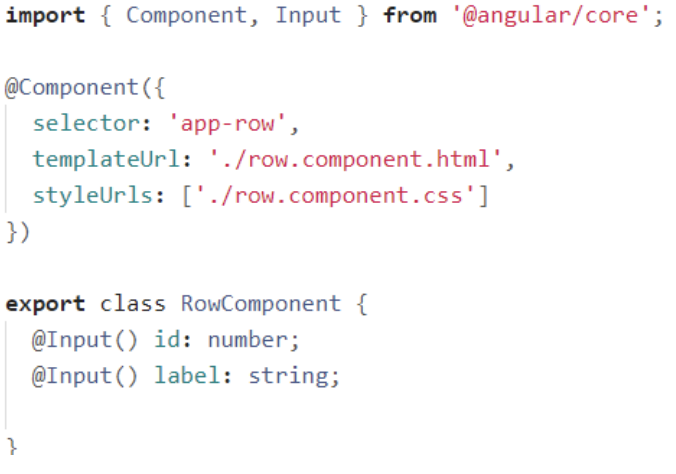 import { Component, Input } from '@angular/core';
@Component({
selector: 'app-row',
templateUrl: './row.component.html',
styleUrls: ['./row.component.css']
})
export class RowComponent {
@Input() id: number;
@Input() label: string;
}